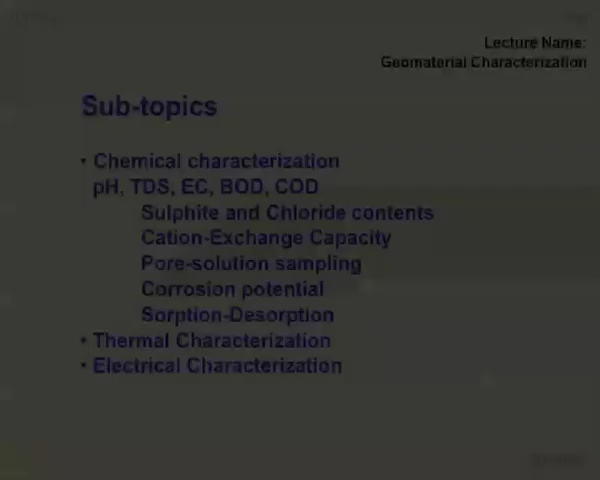 Lecture Name:
Geomaterial Characterization
Sub-topics
• Chemical characterization
pH, TDS, EC, BOD, COD
Sulphite and Chloride contents
Cation-Exchange Capacity
Pore-solution sampling
Corrosion potential
Sorption-Desorption
• Thermal Characterization
• Electrical Characterization